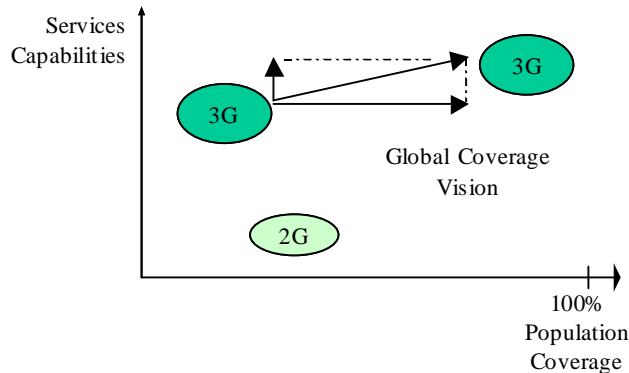 Services
Capabilities
3G
3G
Global Coverage
Vision
2G
100%
Population
Coverage